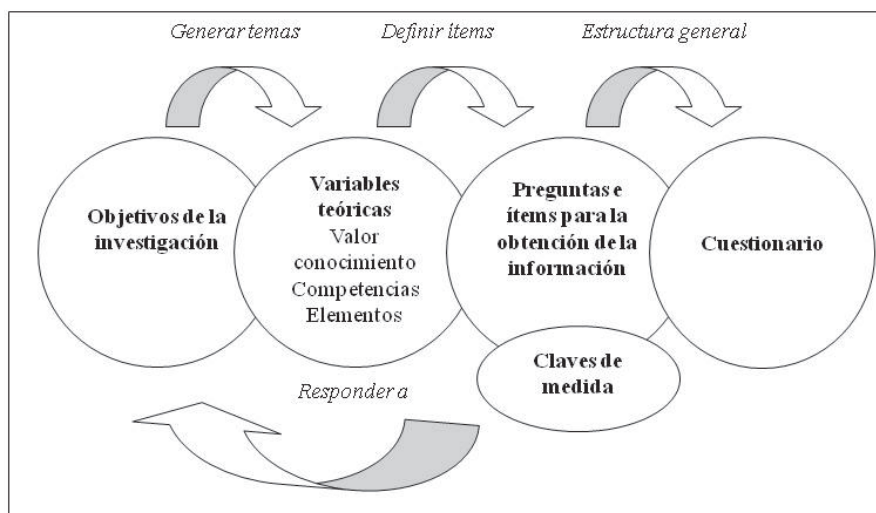 Generar temas
Definir ítems
Estructura general
Objetivos de la
investigación
Variables
teóricas
Valor
conocimiento
Competencias
Elementos
Preguntas e
ítems para la
obtención de la
información
Cuestionario
Claves de
medida
Responder a